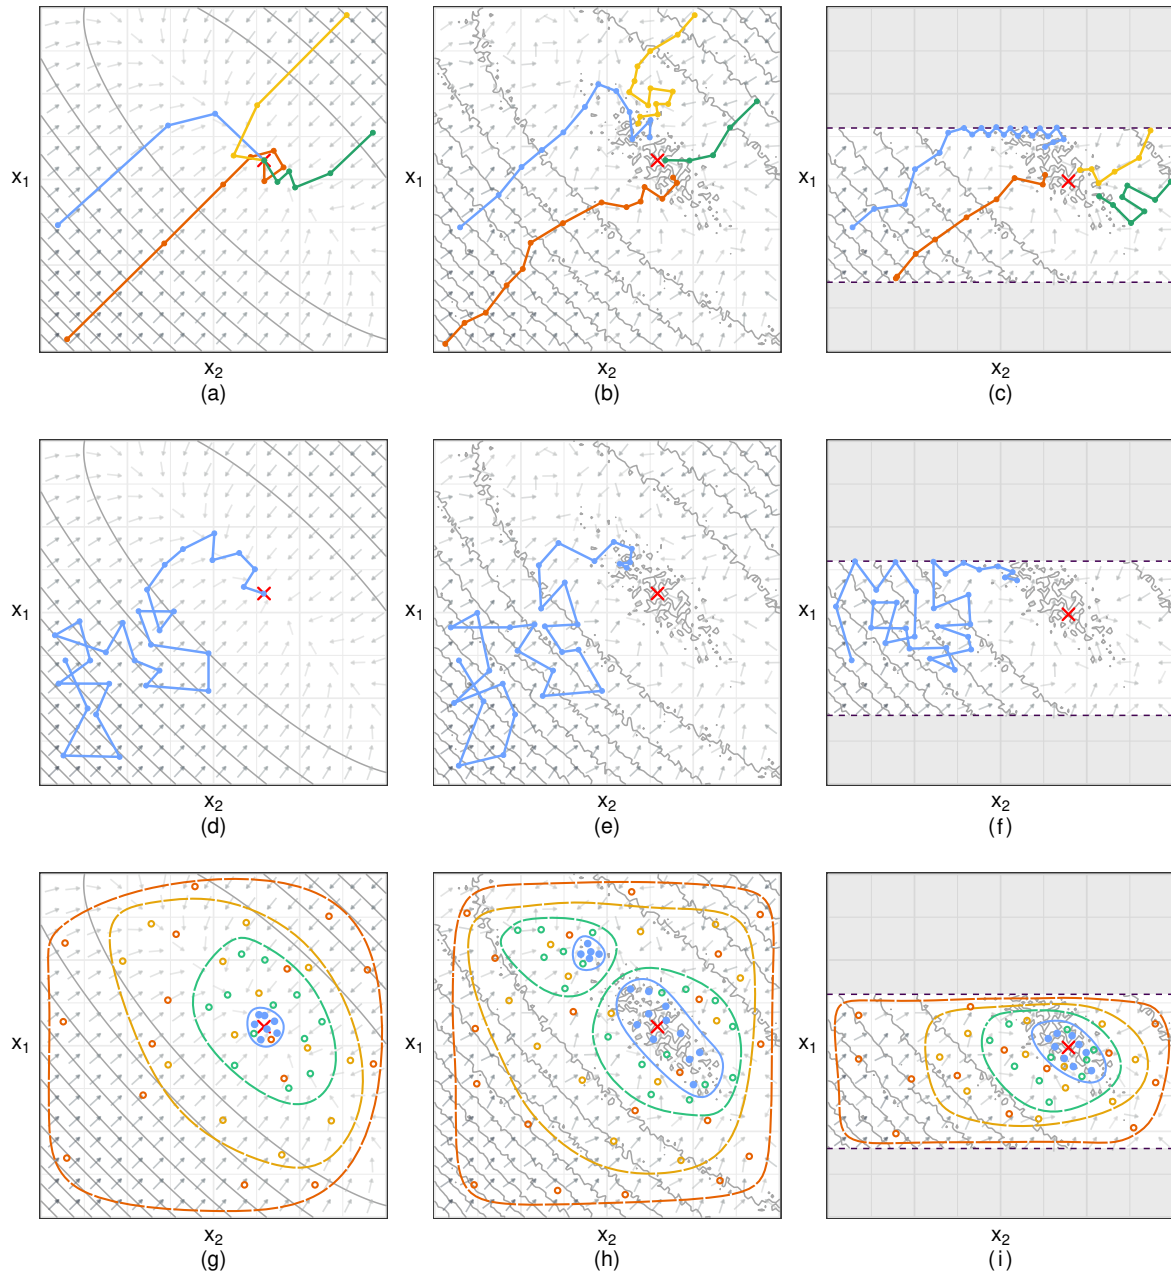 x₁
x₂
(a)
x₁
x₂
(b)
x₁
x₂
(c)
x₁
x₂
(d)
x₁
x₂
(e)
x₁
x₂
(f)
x₁
x₂
(g)
x₁
x₂
(h)
x₁
x₂
(i)